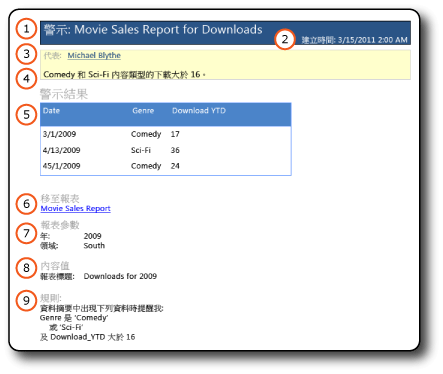 1 警示: Movie Sales Report for Downloads
2 建立時間: 3/15/2011 2:00 AM
3 代表: Michael Blythe
4 Comedy 和 Sci-Fi 內容類型的下載大於 16。
警示結果
5 Date Genre Download YTD
3/1/2009 Comedy 17
4/13/2009 Sci-Fi 36
45/1/2009 Comedy 24
6 移至報表
Movie Sales Report
7 報表參數
年: 2009
領域: South
8 內容值
報表標題: Downloads for 2009
9 規則:
資料摘要中出現下列資料時提醒我:
Genre 是 'Comedy'
或 'Sci-Fi'
及 Download_YTD 大於 16